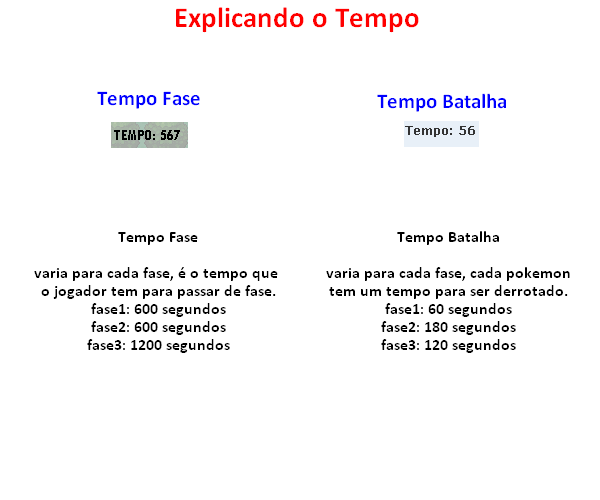 Explicando o Tempo
Tempo Fase
TEMPO: 567
Tempo Fase
varia para cada fase, é o tempo que
o jogador tem para passar de fase.
fase1: 600 segundos
fase2: 600 segundos
fase3: 1200 segundos
Tempo Batalha
Tempo: 56
Tempo Batalha
varia para cada fase, cada pokemon
tem um tempo para ser derrotado.
fase1: 60 segundos
fase2: 180 segundos
fase3: 120 segundos